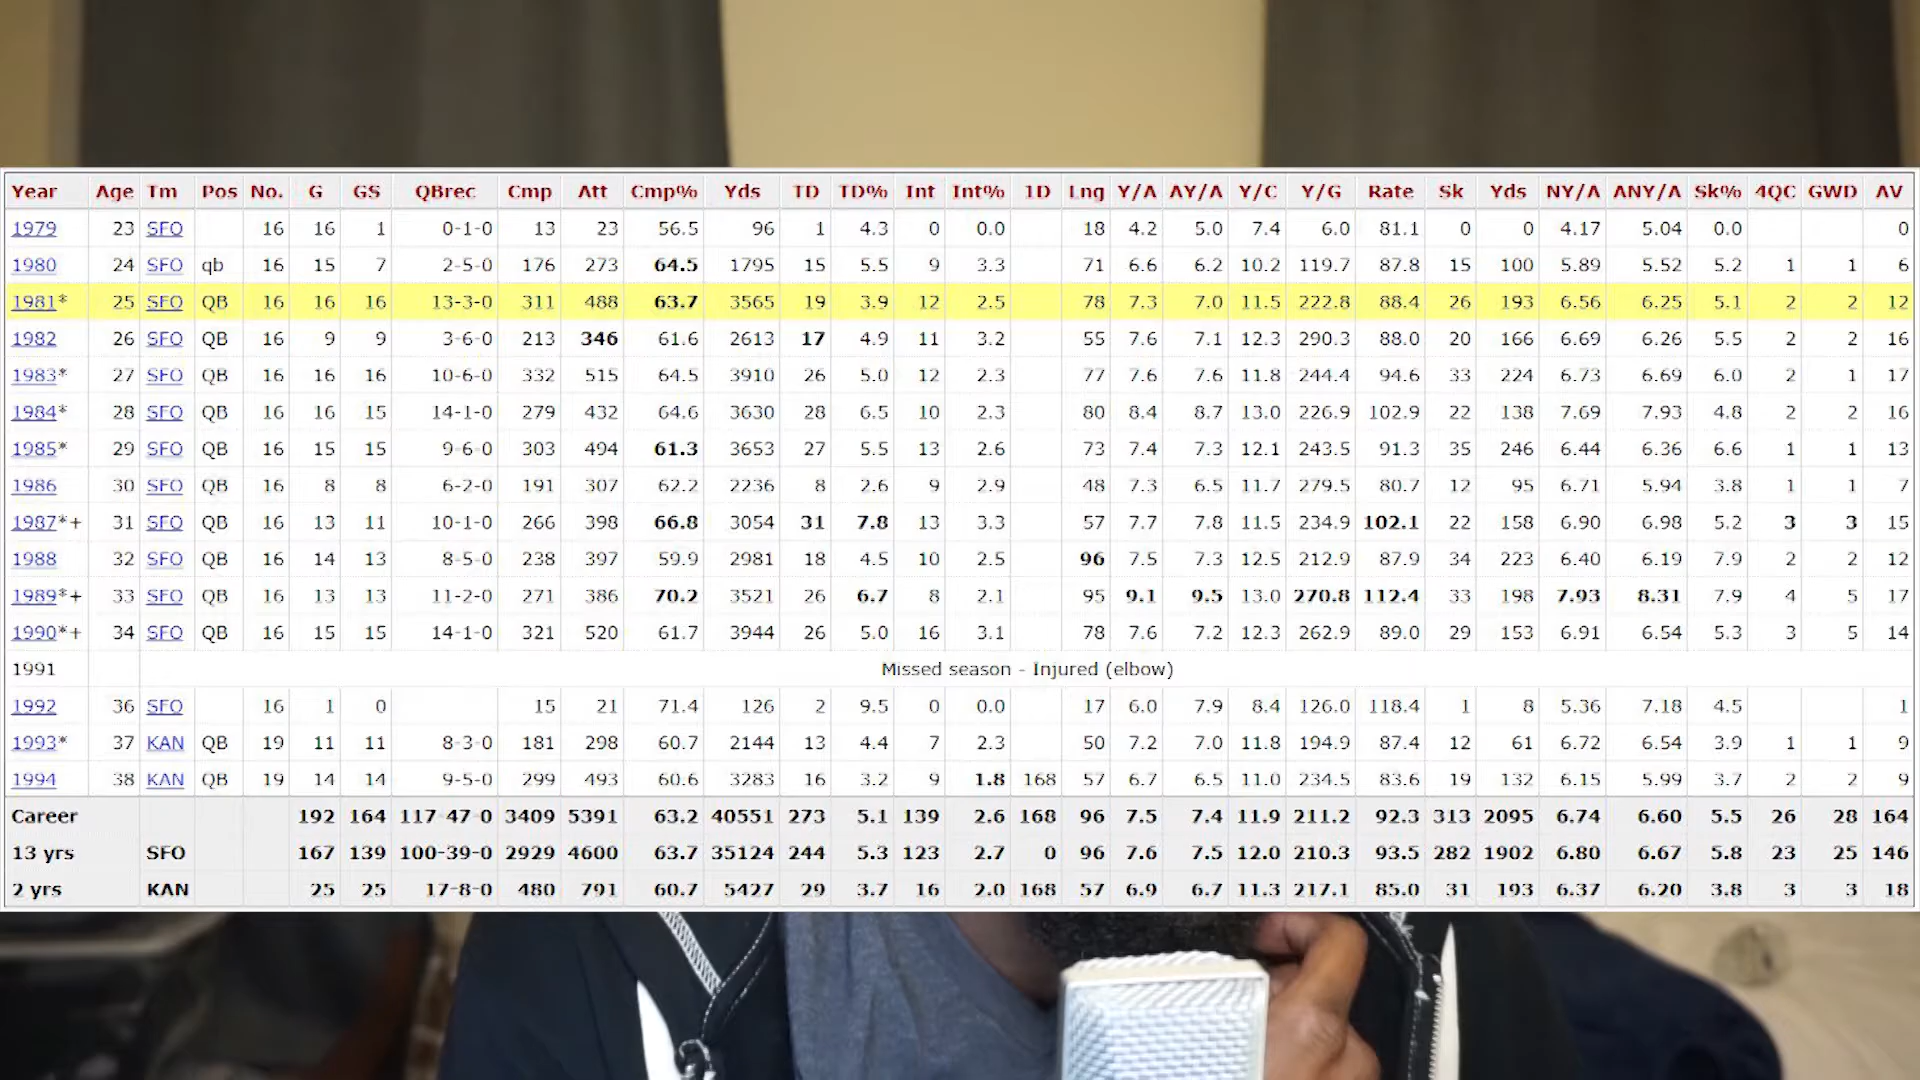 Year Age Tm Pos No. G GS QBrec Cmp Att Cmp% Yds TD TD% Int Int% 1D Lng Y/A AY/A Y/C Y/G Rate Sk Yds NY/A ANY/A Sk% 4QC GWD AV
1979 23 SFO 16 16 1 0-1-0 13 23 56.5 96 1 4.3 0 0.0 18 4.2 5.0 7.4 6.0 81.1 0 0 4.17 5.04 0.0 0
1980 24 SFO qb 16 15 7 2-5-0 176 273 64.5 1795 15 5.5 9 3.3 71 6.6 6.2 10.2 119.7 87.8 15 100 5.89 5.52 5.2 1 1 6
1981* 25 SFO QB 16 16 16 13-3-0 311 488 63.7 3565 19 3.9 12 2.5 78 7.3 7.0 11.5 222.8 88.4 26 193 6.56 6.25 5.1 2 2 12
1982 26 SFO QB 16 9 9 3-6-0 213 346 61.6 2613 17 4.9 11 3.2 55 7.6 7.1 12.3 290.3 88.0 20 166 6.69 6.26 5.5 2 2 16
1983* 27 SFO QB 16 16 16 10-6-0 332 515 64.5 3910 26 5.0 12 2.3 77 7.6 7.6 11.8 244.4 94.6 33 224 6.73 6.69 6.0 2 1 17
1984* 28 SFO QB 16 16 15 14-1-0 279 432 64.6 3630 28 6.5 10 2.3 80 8.4 8.7 13.0 226.9 102.9 22 138 7.69 7.93 4.8 2 2 16
1985* 29 SFO QB 16 15 15 9-6-0 303 494 61.3 3653 27 5.5 13 2.6 73 7.4 7.3 12.1 243.5 91.3 35 246 6.44 6.36 6.6 1 1 13
1986 30 SFO QB 16 8 8 6-2-0 191 307 62.2 2236 8 2.6 9 2.9 48 7.3 6.5 11.7 279.5 80.7 12 95 6.71 5.94 3.8 1 1 7
1987*+ 31 SFO QB 16 13 11 10-1-0 266 398 66.8 3054 31 7.8 13 3.3 57 7.7 7.8 11.5 234.9 102.1 22 158 6.90 6.98 5.2 3 3 15
1988 32 SFO QB 16 14 13 8-5-0 238 397 59.9 2981 18 4.5 10 2.5 96 7.5 7.3 12.5 212.9 87.9 34 223 6.40 6.19 7.9 2 2 12
1989*+ 33 SFO QB 16 13 13 11-2-0 271 386 70.2 3521 26 6.7 8 2.1 95 9.1 9.5 13.0 270.8 112.4 33 198 7.93 8.31 7.9 4 5 17
1990*+ 34 SFO QB 16 15 15 14-1-0 321 520 61.7 3944 26 5.0 16 3.1 78 7.6 7.2 12.3 262.9 89.0 29 153 6.91 6.54 5.3 3 5 14
1991 Missed season - Injured (elbow)
1992 36 SFO 16 1 0 15 21 71.4 126 2 9.5 0 0.0 17 6.0 7.9 8.4 126.0 118.4 1 8 5.36 7.18 4.5 1
1993* 37 KAN QB 19 11 11 8-3-0 181 298 60.7 2144 13 4.4 7 2.3 50 7.2 7.0 11.8 194.9 87.4 12 61 6.72 6.54 3.9 1 1 9
1994 38 KAN QB 19 14 14 9-5-0 299 493 60.6 3283 16 3.2 9 1.8 168 57 6.7 6.5 11.0 234.5 83.6 19 132 6.15 5.99 3.7 2 2 9
Career 192 164 117-47-0 3409 5391 63.2 40551 273 5.1 139 2.6 168 96 7.5 7.4 11.9 211.2 92.3 313 2095 6.74 6.60 5.5 26 28 164
13 yrs SFO 167 139 100-39-0 2929 4600 63.7 35124 244 5.3 123 2.7 0 96 7.6 7.5 12.0 210.3 93.5 282 1902 6.80 6.67 5.8 23 25 146
2 yrs KAN 25 25 17-8-0 480 791 60.7 5427 29 3.7 16 2.0 168 57 6.9 6.7 11.3 217.1 85.0 31 193 6.37 6.20 3.8 3 3 18